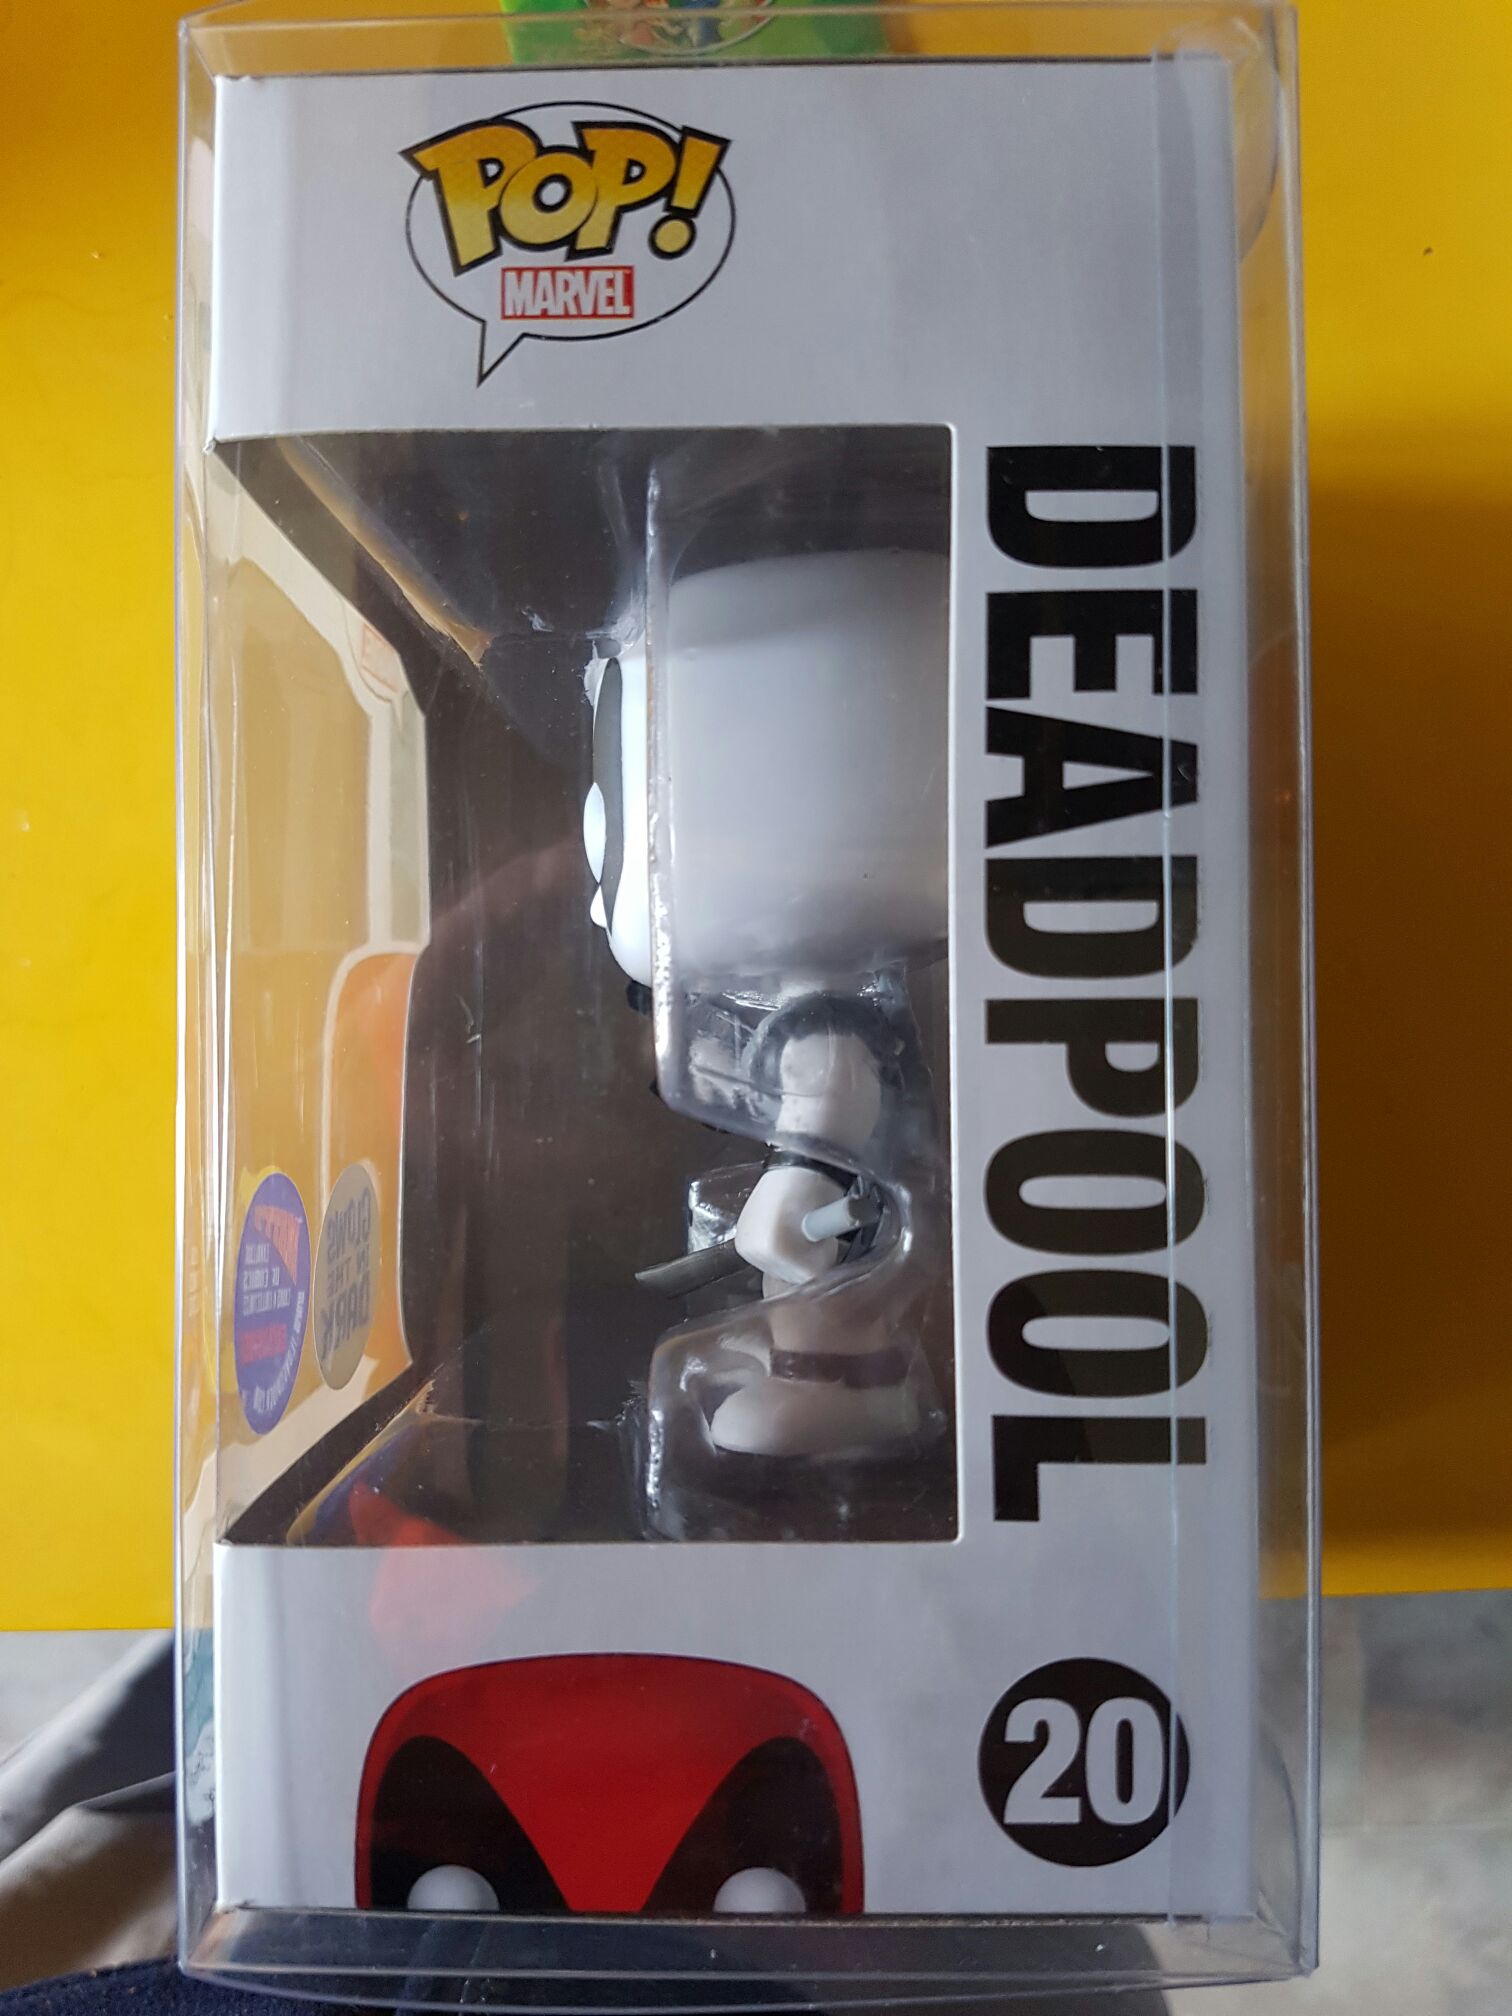 POP!
MARVEL
DEADPOOL
20
GLOWS
IN
THE
DARK